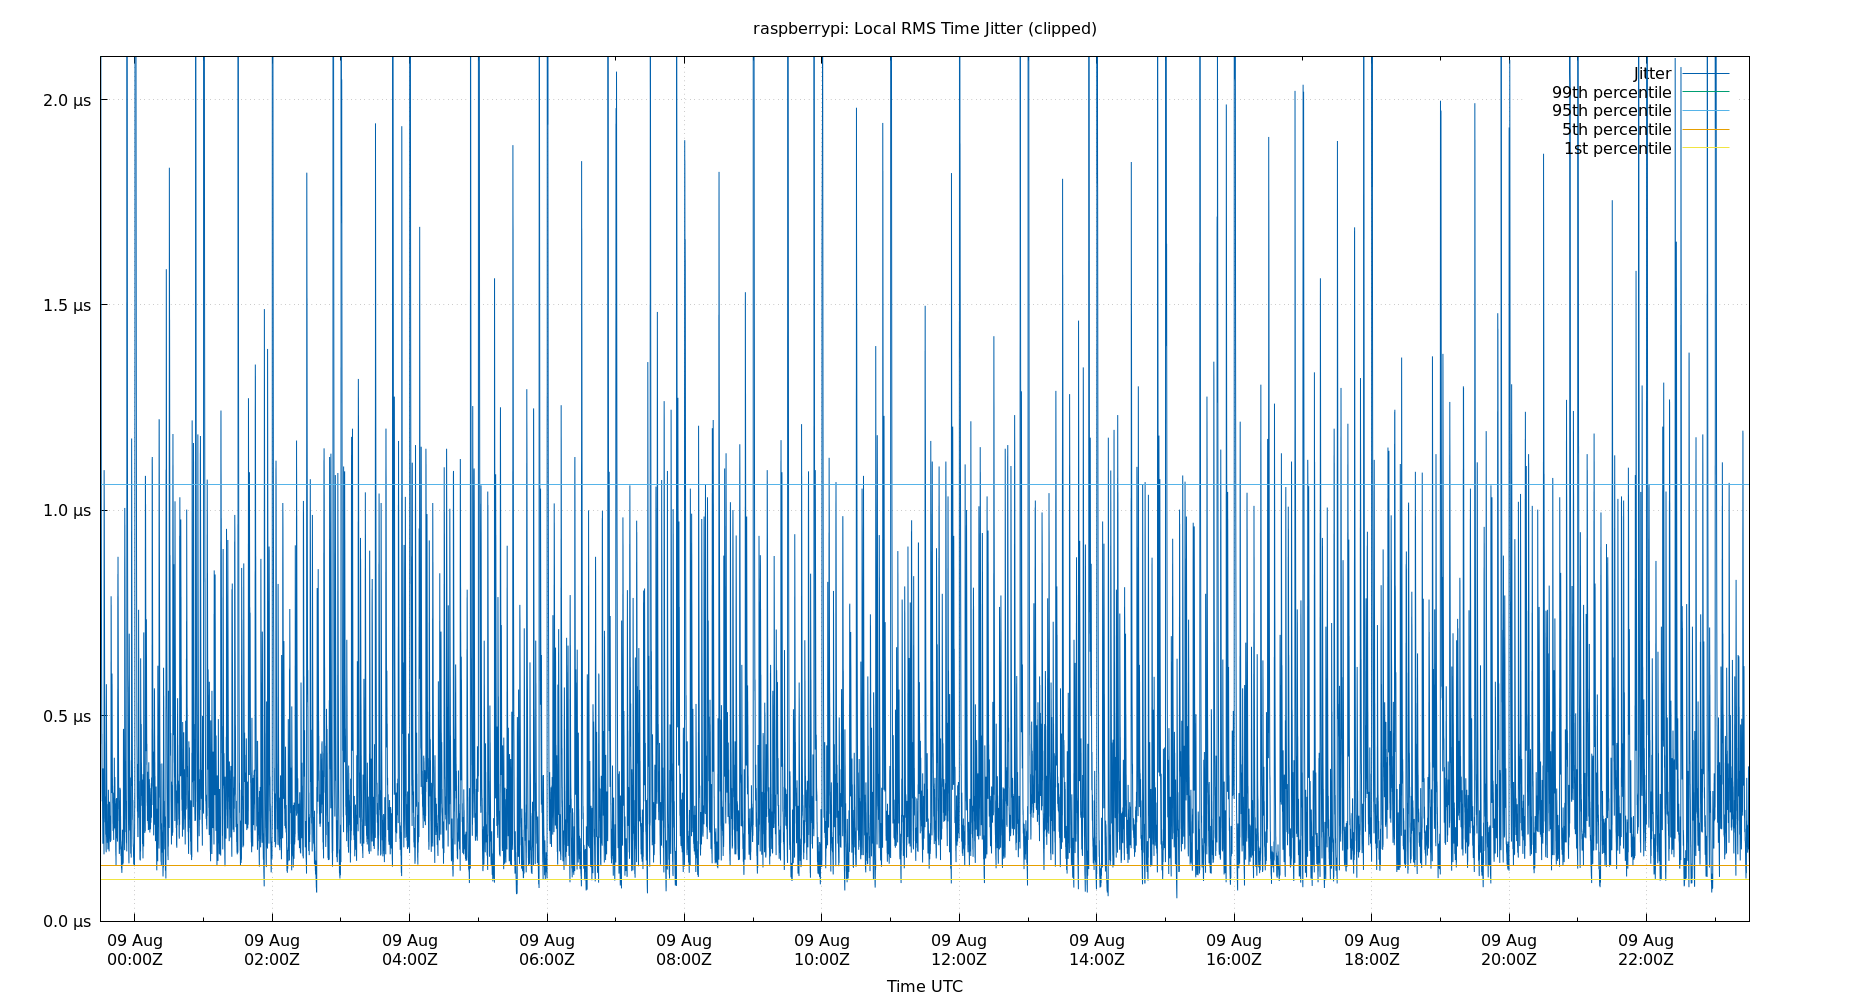 raspberrypi: Local RMS Time Jitter (clipped)
Jitter
99th percentile
95th percentile
5th percentile
1st percentile
2.0 µs
1.5 µs
1.0 µs
0.5 µs
0.0 µs
09 Aug 09 Aug 09 Aug 09 Aug 09 Aug 09 Aug 09 Aug 09 Aug 09 Aug 09 Aug 09 Aug 09 Aug
00:00Z 02:00Z 04:00Z 06:00Z 08:00Z 10:00Z 12:00Z 14:00Z 16:00Z 18:00Z 20:00Z 22:00Z
Time UTC